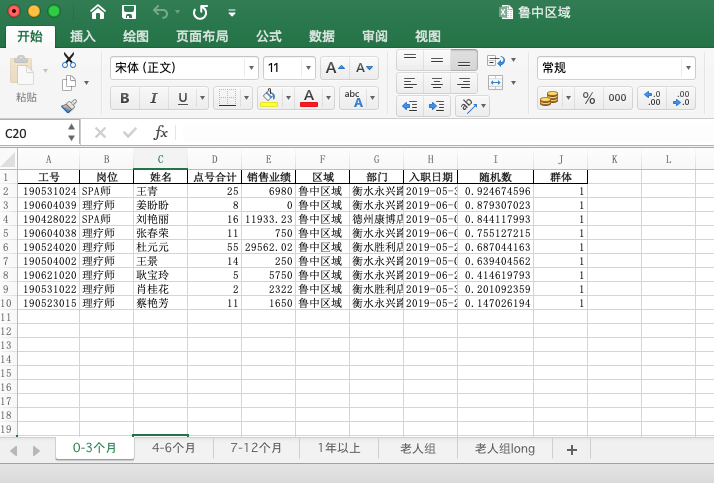 鲁中区域
开始 插入 绘图 页面布局 公式 数据 审阅 视图
粘贴 宋体 (正文) 11 A A 常规
B I U A abc % 000 .0 .00 .00 .0
C20 fx
A B C D E F G H I J K L
1 工号 岗位 姓名 点号合计 销售业绩 区域 部门 入职日期 随机数 群体
2 190531024 SPA师 王青 25 6980 鲁中区域 衡水永兴路 2019-05-3 0.924674596 1
3 190604039 理疗师 姜盼盼 8 0 鲁中区域 衡水永兴路 2019-06-0 0.879307023 1
4 190428022 SPA师 刘艳丽 16 11933.23 鲁中区域 德州康博店 2019-04-2 0.844117993 1
5 190604038 理疗师 张春荣 11 750 鲁中区域 衡水永兴路 2019-06-0 0.755127215 1
6 190524020 理疗师 杜元元 55 29562.02 鲁中区域 衡水胜利店 2019-05-2 0.687044163 1
7 190504002 理疗师 王景 14 250 鲁中区域 衡水永兴路 2019-05-0 0.639404562 1
8 190621020 理疗师 耿宝玲 5 5750 鲁中区域 衡水永兴路 2019-06-2 0.414619793 1
9 190531022 理疗师 肖桂花 2 2322 鲁中区域 衡水胜利店 2019-05-3 0.201092359 1
10 190523015 理疗师 蔡艳芳 11 1650 鲁中区域 衡水永兴路 2019-05-2 0.147026194 1
11
12
13
14
15
16
17
18
19
0-3个月 4-6个月 7-12个月 1年以上 老人组 老人组long